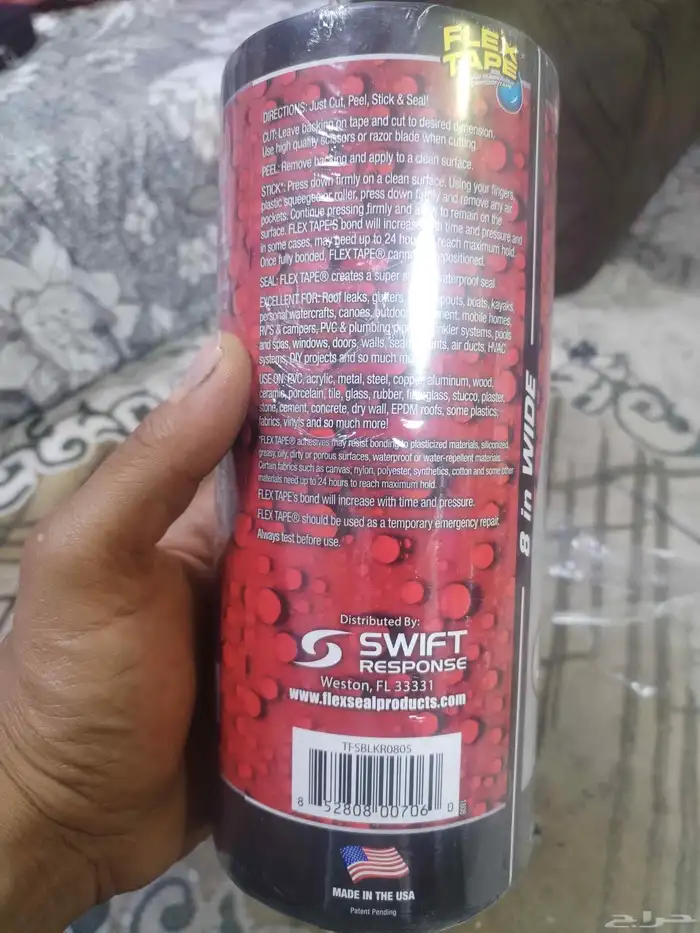 FLEX
TAPE
DIRECTIONS: Just Cut, Peel, Stick & Seal!
CUT: Leave backing on tape and cut to desired dimension.
Use high quality scissors or razor blade when cutting.
PEEL: Remove backing and apply to a clean surface.
STICK*: Press down firmly on a clean surface. Using your fingers,
plastic squeegee or roller, press down firmly and remove any air
pockets. Continue pressing firmly and to remain on the
surface. FLEX TAPE'S bond will increase with time and pressure and
in some cases, may need up to 24 hours reach maximum hold.
Once fully bonded, FLEX TAPE® repositioned.
SEAL: FLEX TAPE® creates a super waterproof seal
EXCELLENT FOR: Roof leaks, gutters boats, kayaks,
personal watercrafts, canoes, outdoor mobile homes,
RV'S & campers, PVC & plumbing systems, pools
and spas, windows, doors, walls, air ducts, HVAC
systems, DIY projects and so much
USE ON: PVC, acrylic, metal, steel, copper, aluminum, wood,
ceramic, porcelain, tile, glass, rubber, fiberglass, stucco, plaster,
stone, cement, concrete, dry wall, EPDM roofs, some plastics,
fabrics, vinyls and so much more!
*FLEX TAPE® adhesives may resist bonding to plasticized materials, siliconized,
greasy, oily, dirty or porous surfaces, waterproof or water-repellent materials.
Certain fabrics such as canvas, nylon, polyester, synthetics, cotton and some other
materials need up to 24 hours to reach maximum hold.
FLEX TAPE's bond will increase with time and pressure.
FLEX TAPE® should be used as a temporary emergency repair.
Always test before use.
8 in WIDE
Distributed By:
SWIFT
RESPONSE
Weston, FL 33331
www.flexsealproducts.com
TFSBLKR0805
8 52808 00706 0
MADE IN THE USA
Patent Pending
حراج